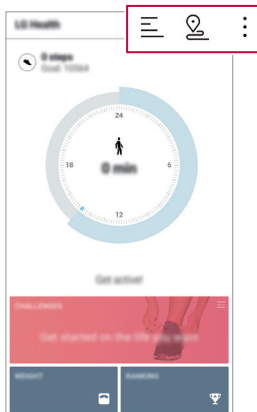 LG Health
0 steps
Goal: 10564
24
18
6
0 min
12
Get active!
CHALLENGES
Get started on the life you want
WEIGHT
RANKING